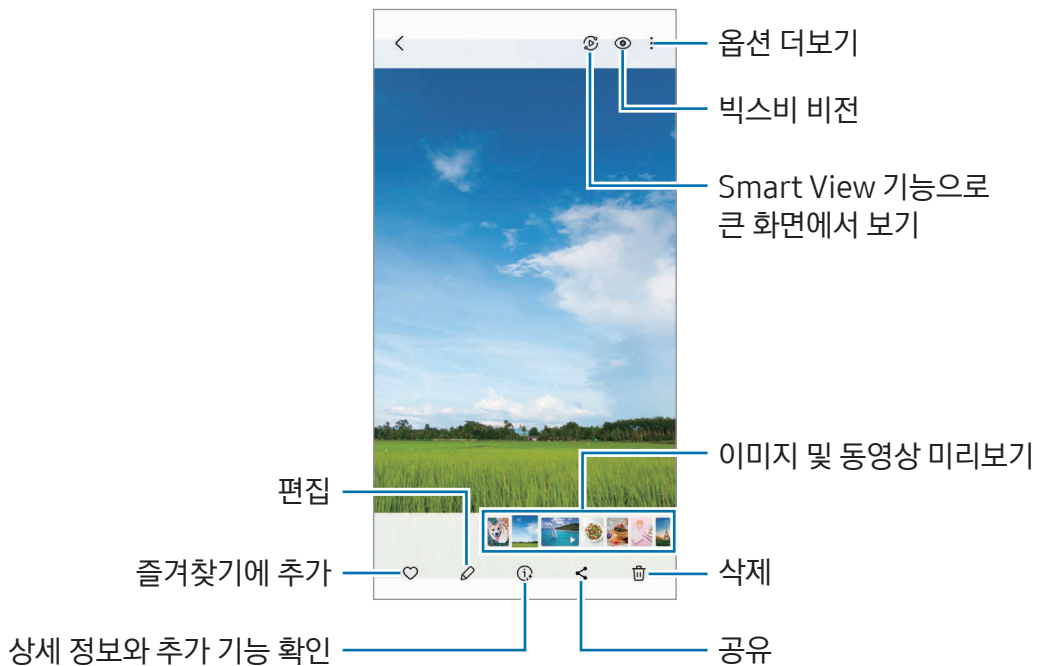 옵션 더보기
빅스비 비전
Smart View 기능으로
큰 화면에서 보기
이미지 및 동영상 미리보기
편집
즐겨찾기에 추가
삭제
상세 정보와 추가 기능 확인
공유